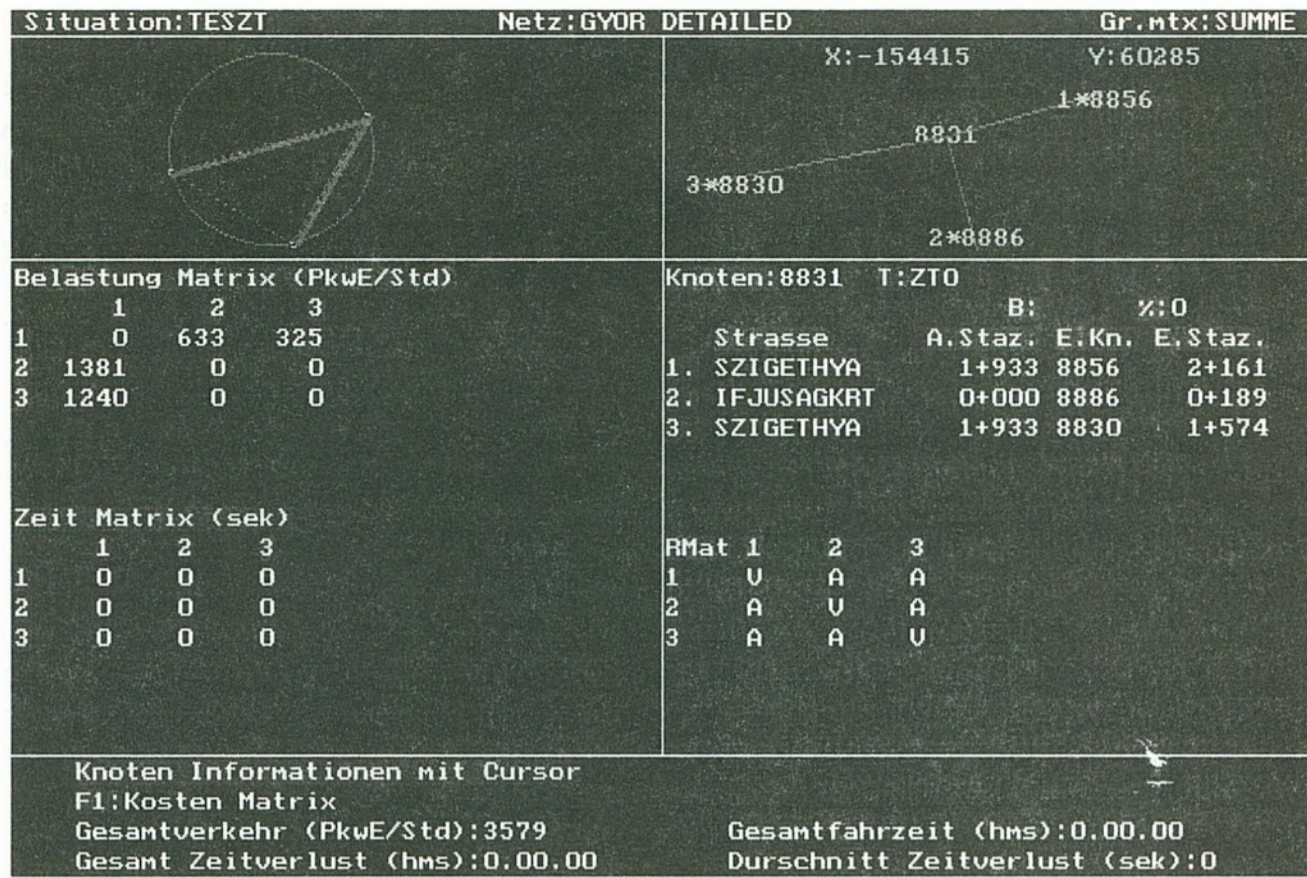 Situation:TESZT Netz:GYOR DETAILED Gr.mtx:SUMME
X:-154415 Y:60285
1*8856
8831
3*8830
2*8886
Belastung Matrix (PkwE/Std)
1 2 3
1 0 633 325
2 1381 0 0
3 1240 0 0
Zeit Matrix (sek)
1 2 3
1 0 0 0
2 0 0 0
3 0 0 0
Knoten:8831 T:ZTO
B: %:0
Strasse A.Staz. E.Kn. E.Staz.
1. SZIGETHYA 1+933 8856 2+161
2. IFJUSAGKRT 0+000 8886 0+189
3. SZIGETHYA 1+933 8830 1+574
RMat 1 2 3
1 V A A
2 A V A
3 A A V
Knoten Informationen mit Cursor
F1:Kosten Matrix
Gesamtverkehr (PkwE/Std):3579 Gesamtfahrzeit (hms):0.00.00
Gesamt Zeitverlust (hms):0.00.00 Durschnitt Zeitverlust (sek):0